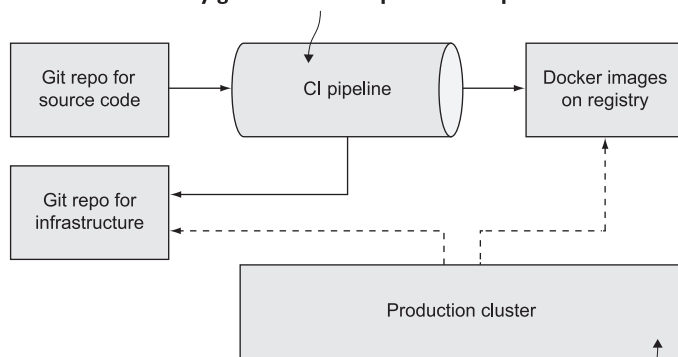 Git repo for
source code
CI pipeline
Docker images
on registry
Git repo for
infrastructure
Production cluster